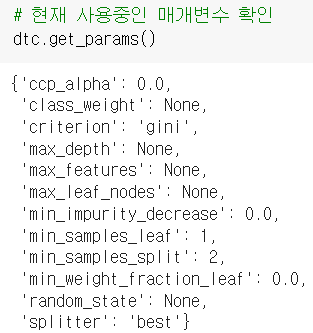 # 현재 사용중인 매개변수 확인
dtc.get_params()
{'ccp_alpha': 0.0,
 'class_weight': None,
 'criterion': 'gini',
 'max_depth': None,
 'max_features': None,
 'max_leaf_nodes': None,
 'min_impurity_decrease': 0.0,
 'min_samples_leaf': 1,
 'min_samples_split': 2,
 'min_weight_fraction_leaf': 0.0,
 'random_state': None,
 'splitter': 'best'}